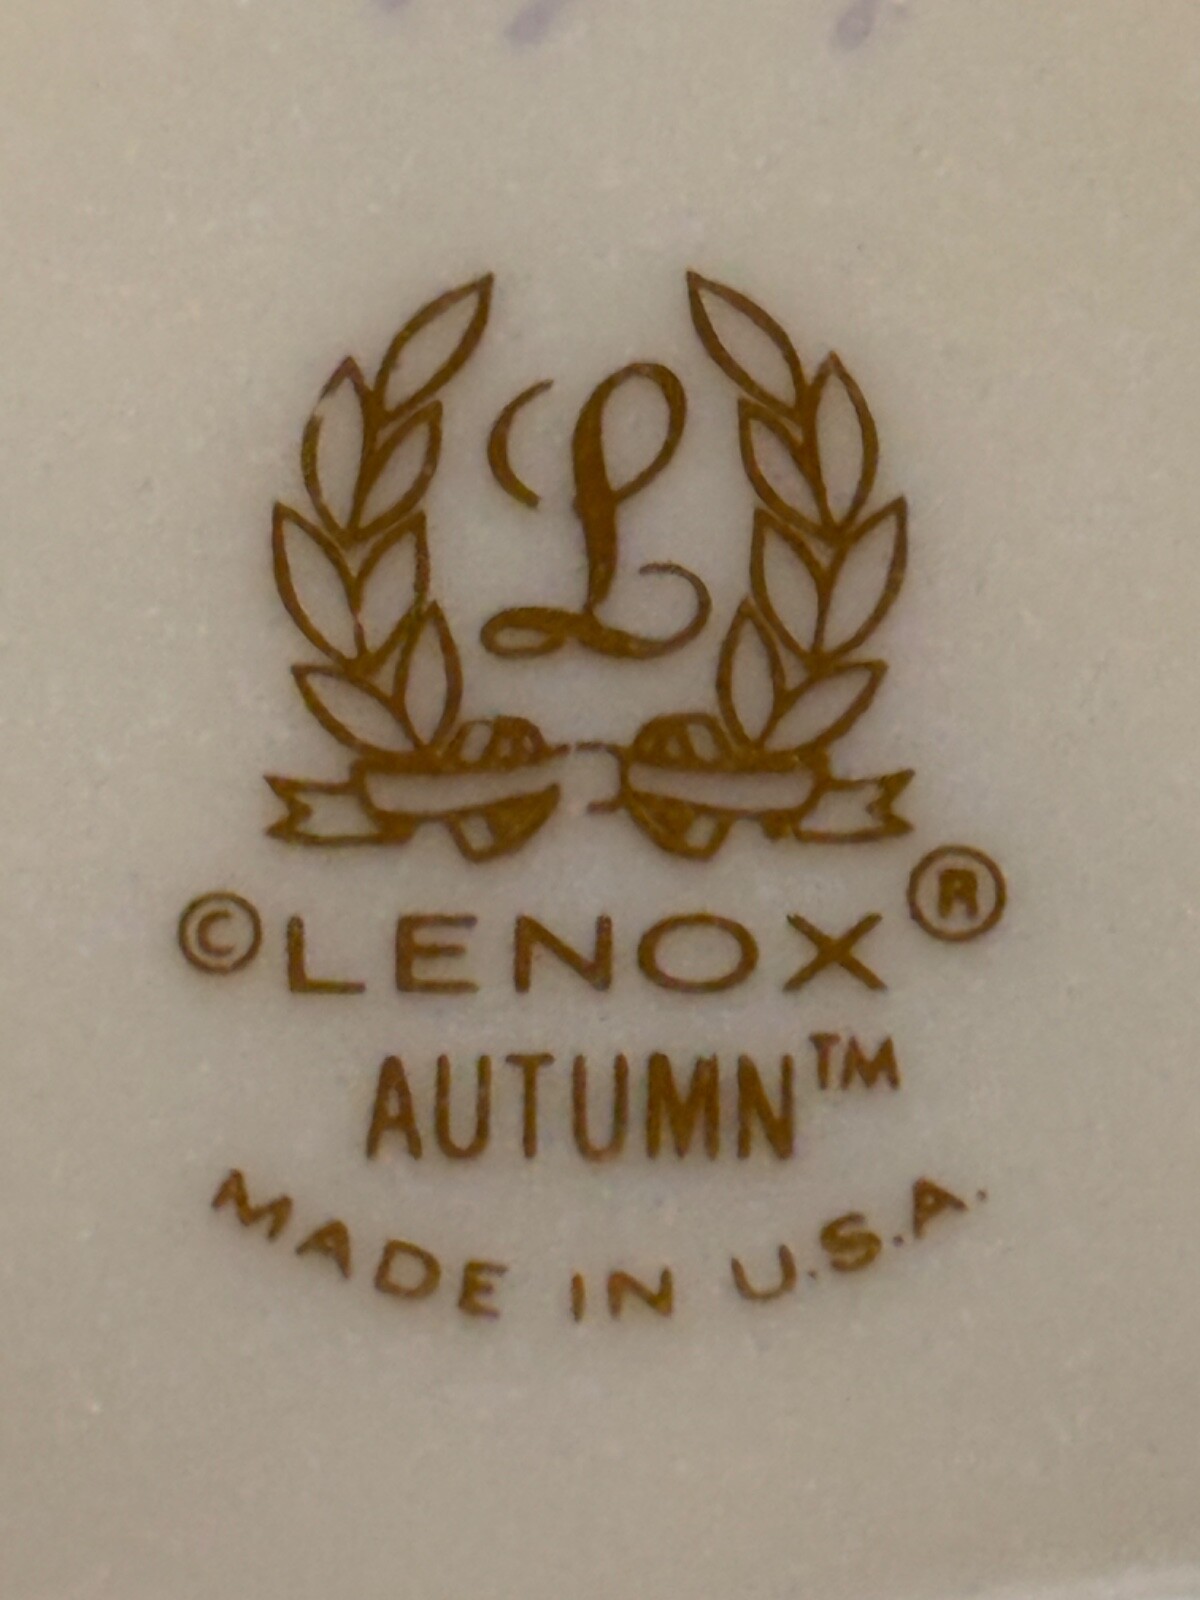 L
© LENOX ®
AUTUMN™
MADE IN U.S.A.